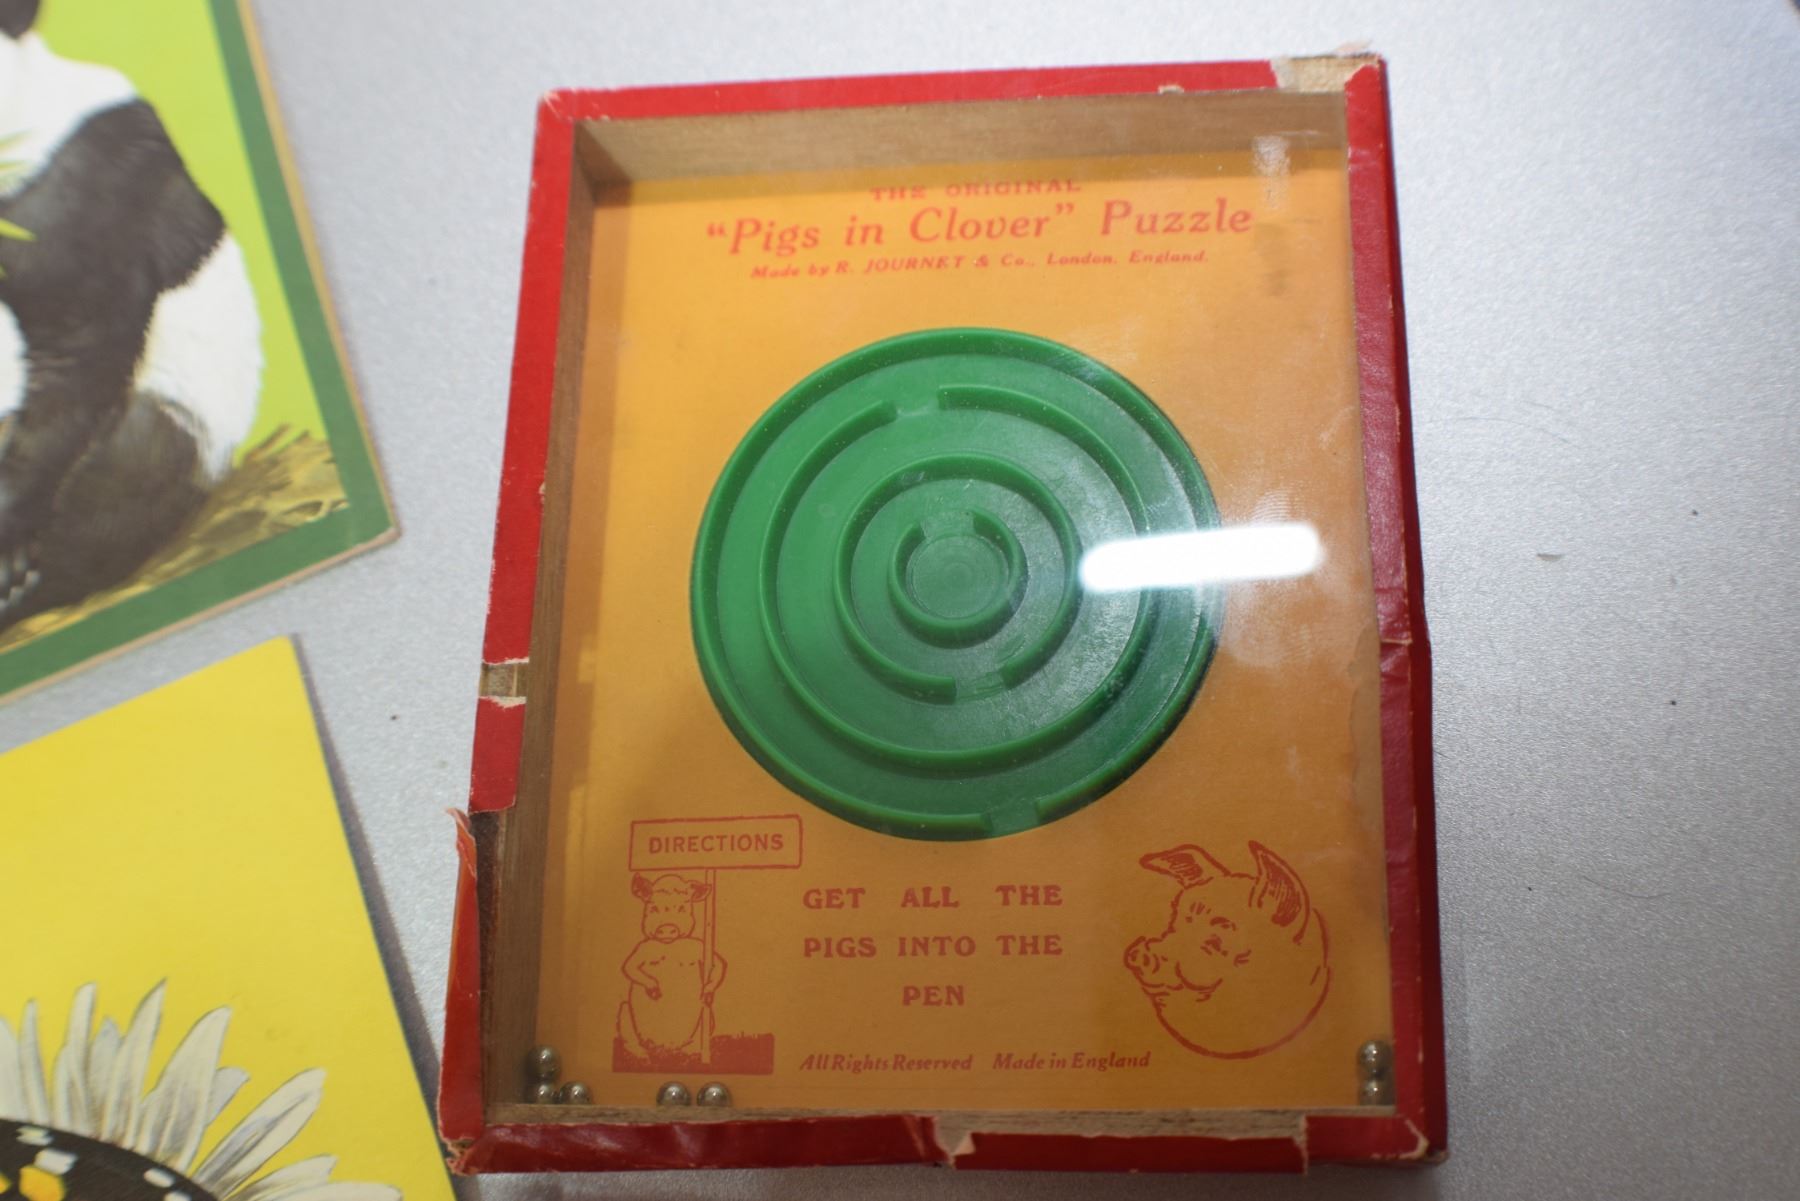 THE ORIGINAL
"Pigs in Clover" Puzzle
Made by R. JOURNET & Co., London. England.
DIRECTIONS
GET ALL THE
PIGS INTO THE
PEN
All Rights Reserved Made in England